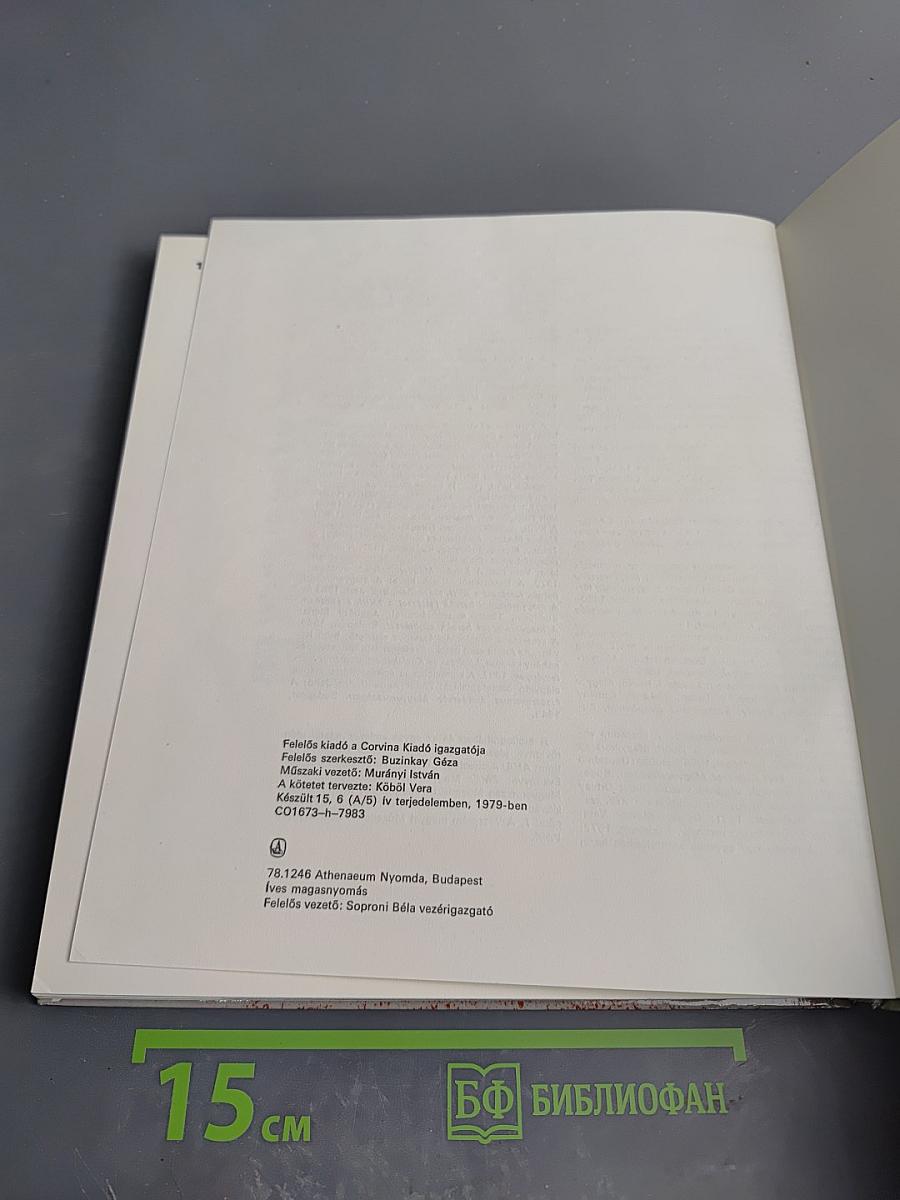 Felelős kiadó a Corvina Kiadó igazgatója
Felelős szerkesztő: Buzinkay Géza
Műszaki vezető: Murányi István
A kötetet tervezte: Köböl Vera
Készült 15, 6 (A/5) ív terjedelemben, 1979-ben
CO1673–h–7983
78.1246 Athenaeum Nyomda, Budapest
Íves magasnyomás
Felelős vezető: Soproni Béla vezérigazgató
15 см
БФ БИБЛИОФАН